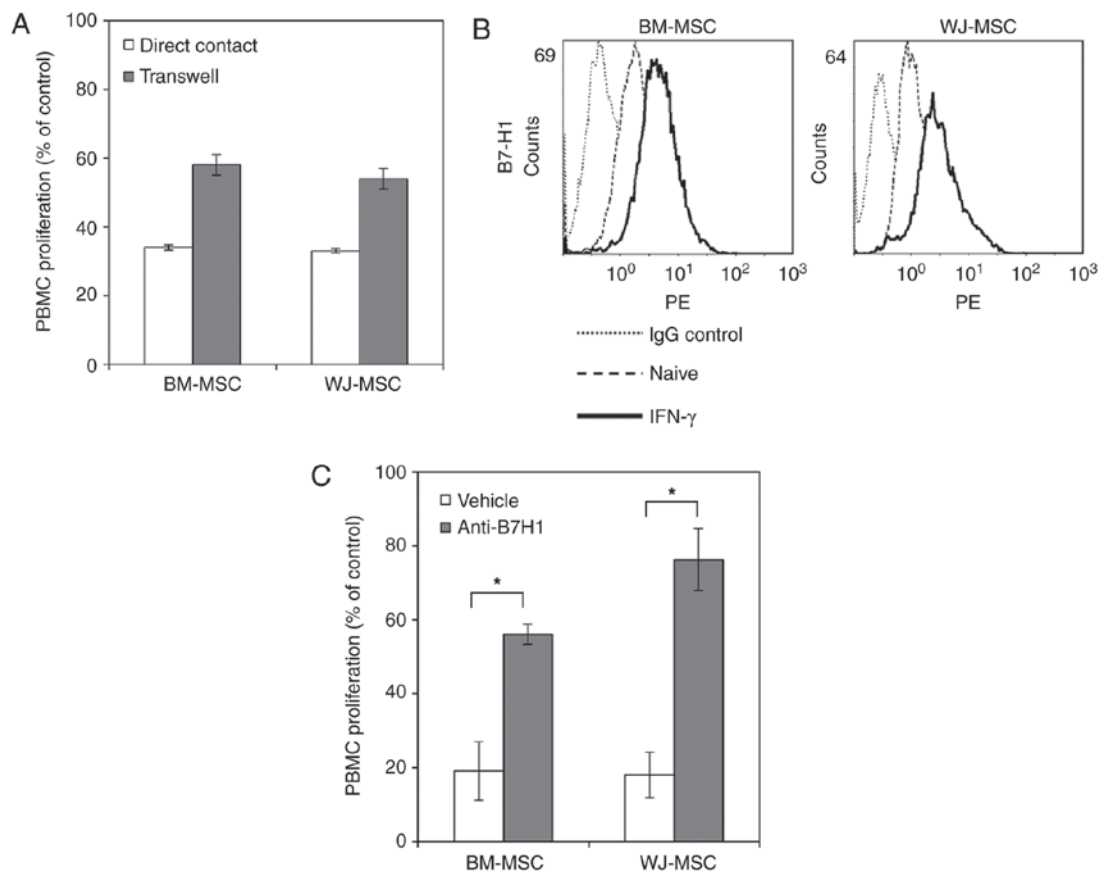 A
100
80
60
40
20
0
PBMC proliferation (% of control)
Direct contact
Transwell
BM-MSC
WJ-MSC
B
BM-MSC
69
B7-H1
Counts
10⁰
10¹
10²
10³
PE
WJ-MSC
64
Counts
10⁰
10¹
10²
10³
PE
IgG control
Naive
IFN-γ
C
100
80
60
40
20
0
PBMC proliferation (% of control)
Vehicle
Anti-B7H1
*
*
BM-MSC
WJ-MSC